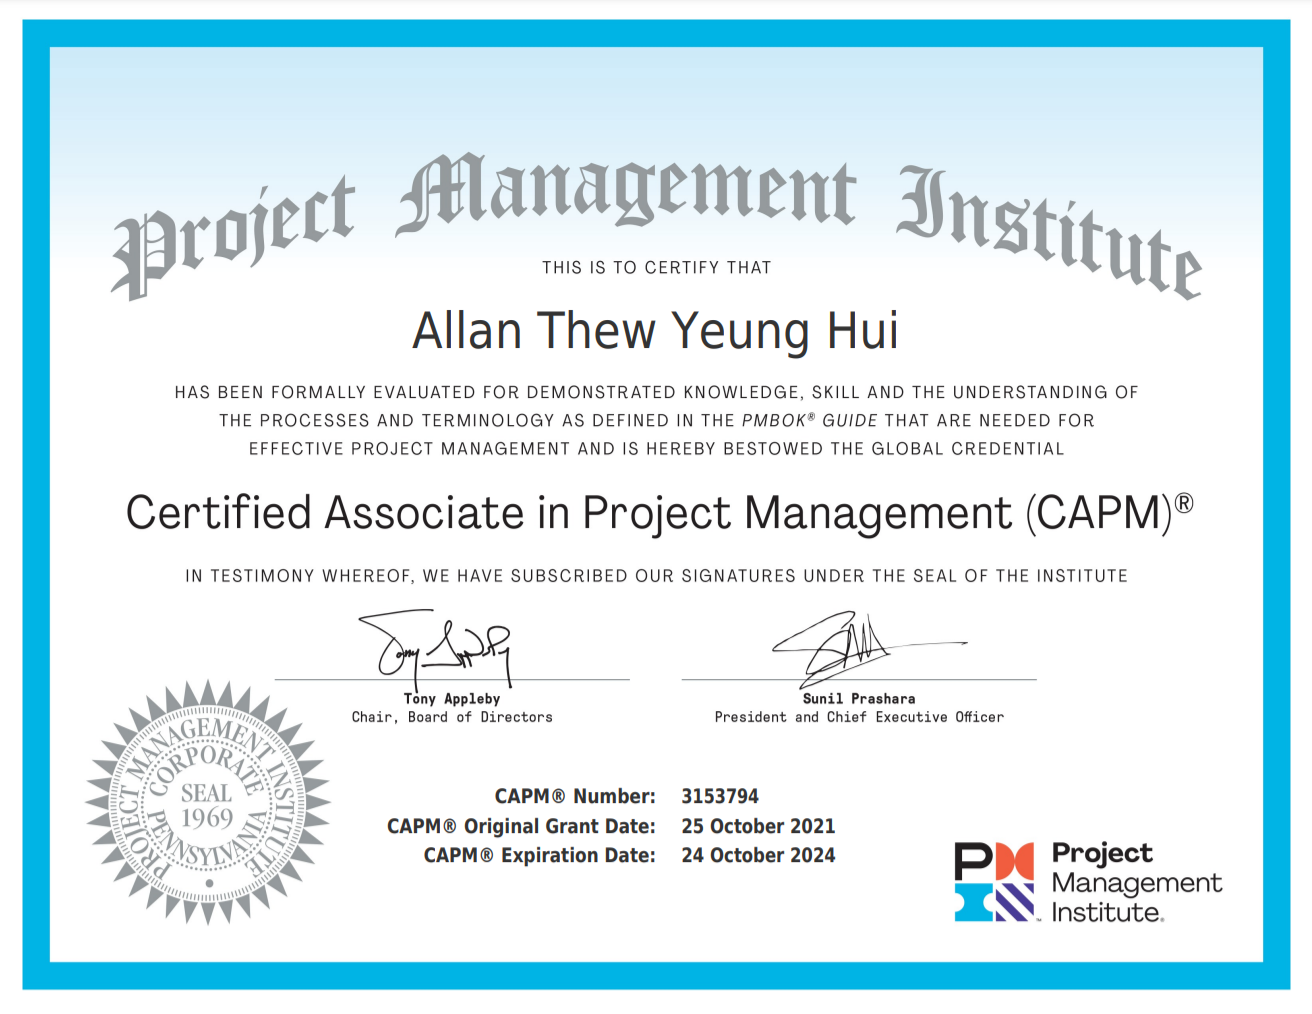 Project Management Institute
THIS IS TO CERTIFY THAT
Allan Thew Yeung Hui
HAS BEEN FORMALLY EVALUATED FOR DEMONSTRATED KNOWLEDGE, SKILL AND THE UNDERSTANDING OF
THE PROCESSES AND TERMINOLOGY AS DEFINED IN THE PMBOK® GUIDE THAT ARE NEEDED FOR
EFFECTIVE PROJECT MANAGEMENT AND IS HEREBY BESTOWED THE GLOBAL CREDENTIAL
Certified Associate in Project Management (CAPM)®
IN TESTIMONY WHEREOF, WE HAVE SUBSCRIBED OUR SIGNATURES UNDER THE SEAL OF THE INSTITUTE
Tony Appleby
Tony Appleby
Chair, Board of Directors
Sunil Prashara
President and Chief Executive Officer
PROJECT MANAGEMENT INSTITUTE
CORPORATE
SEAL
1969
PENNSYLVANIA
CAPM® Number: 3153794
CAPM® Original Grant Date: 25 October 2021
CAPM® Expiration Date: 24 October 2024
PM
Project
Management
Institute®